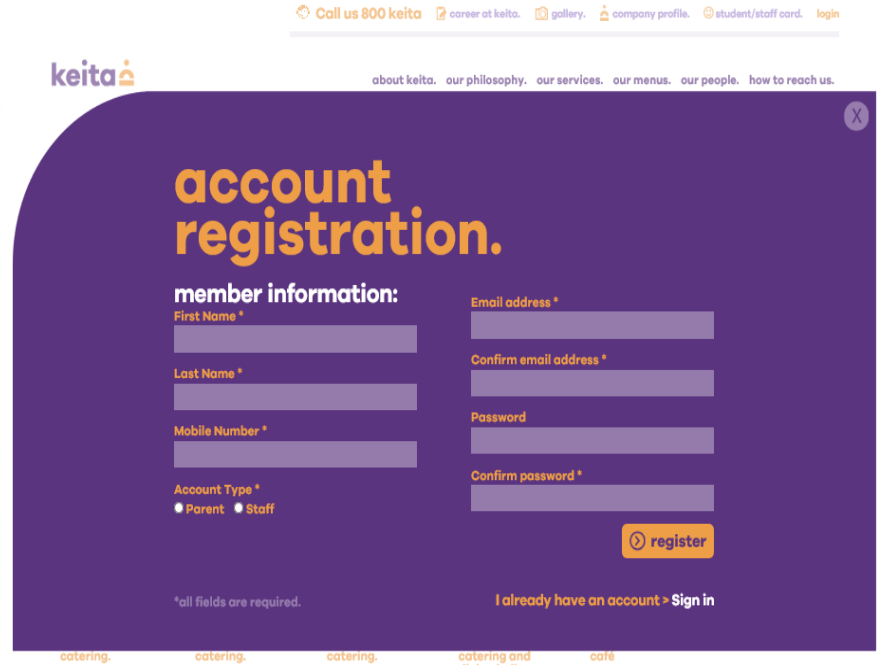 Call us 800 keita career at keita. gallery. company profile. student/staff card. login
keita
about keita. our philosophy. our services. our menus. our people. how to reach us.
X
account
registration.
member information:
First Name *
Last Name *
Mobile Number *
Account Type *
Parent Staff
Email address *
Confirm email address *
Password
Confirm password *
register
*all fields are required.
I already have an account > Sign in
catering. catering. catering. catering and café